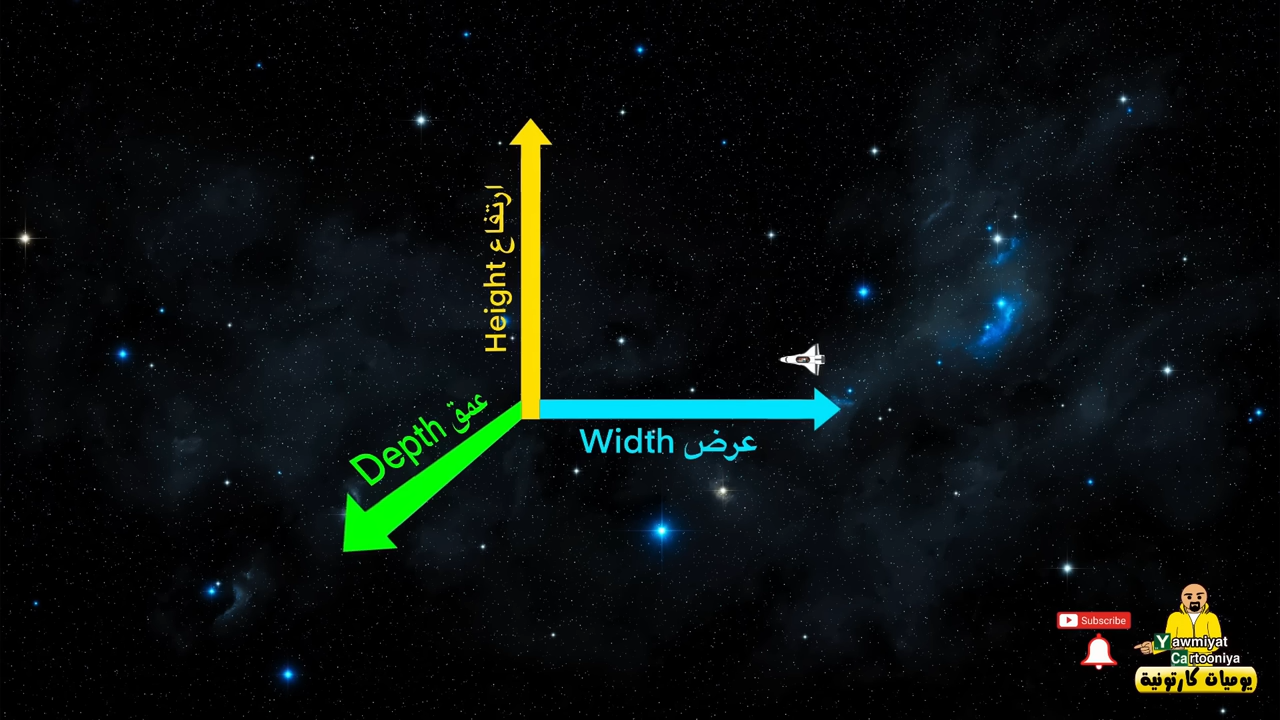 Height ارتفاع
Depth عمق
Width عرض
Subscribe
Yawmiyat
Cartooniya
يوميات كارتونية